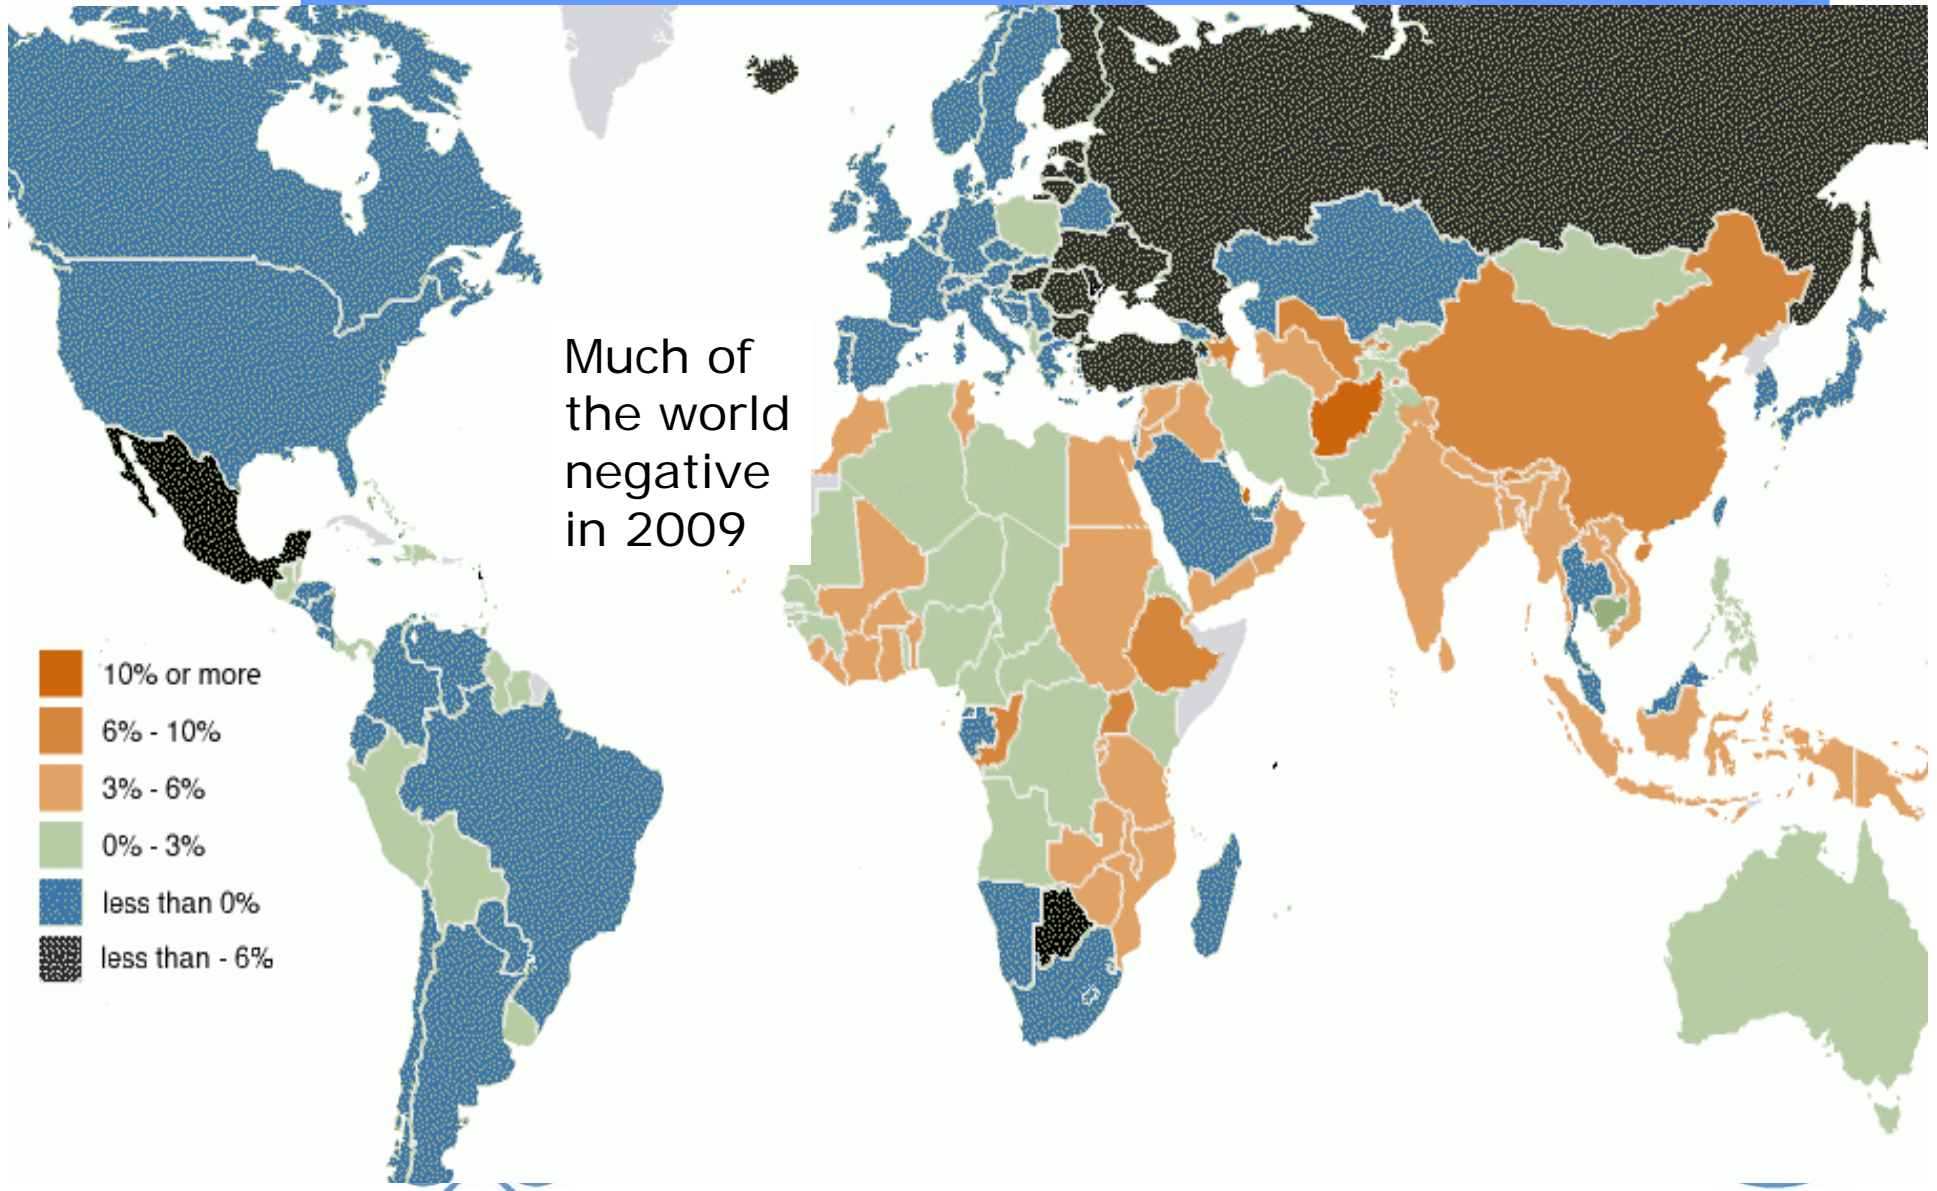 Much of
the world
negative
in 2009
10% or more
6% - 10%
3% - 6%
0% - 3%
less than 0%
less than - 6%